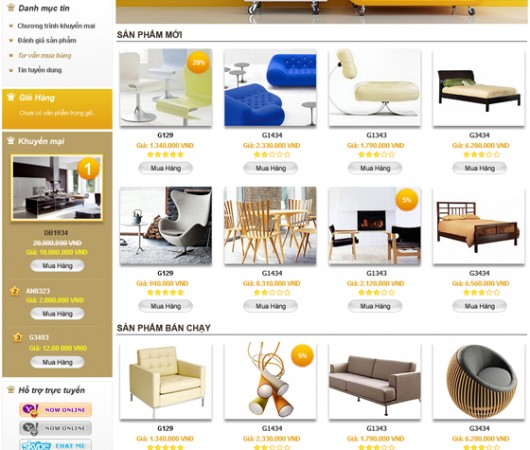 Danh mục tin
Chương trình khuyến mại
Đánh giá sản phẩm
Tư vấn mua hàng
Tin tuyển dụng
Giỏ Hàng
Chưa có sản phẩm trong giỏ
Khuyến mại
1
DB1934
20.000.000 VND
Giá: 18.000.000 VND
Mua Hàng
2
ANB323
Giá: 2.000.000 VND
Mua Hàng
3
G3493
Giá: 12.60 000 VND
Mua Hàng
Hỗ trợ trực tuyến
NOW ONLINE
NOW ONLINE
skype CHAT ME
SẢN PHẨM MỚI
20%
G129 G1434 G1343 G3434
Giá: 1.340.000 VND Giá: 2.330.000 VND Giá: 1.790.000 VND Giá: 6.200.000 VND
Mua Hàng Mua Hàng Mua Hàng Mua Hàng
5%
G129 G1434 G1343 G3434
Giá: 940.000 VND Giá: 8.310.000 VND Giá: 2.120.000 VND Giá: 6.560.000 VND
Mua Hàng Mua Hàng Mua Hàng Mua Hàng
SẢN PHẨM BÁN CHẠY
5%
G129 G1434 G1343 G3434
Giá: 1.340.000 VND Giá: 2.330.000 VND Giá: 1.790.000 VND Giá: 6.200.000 VND